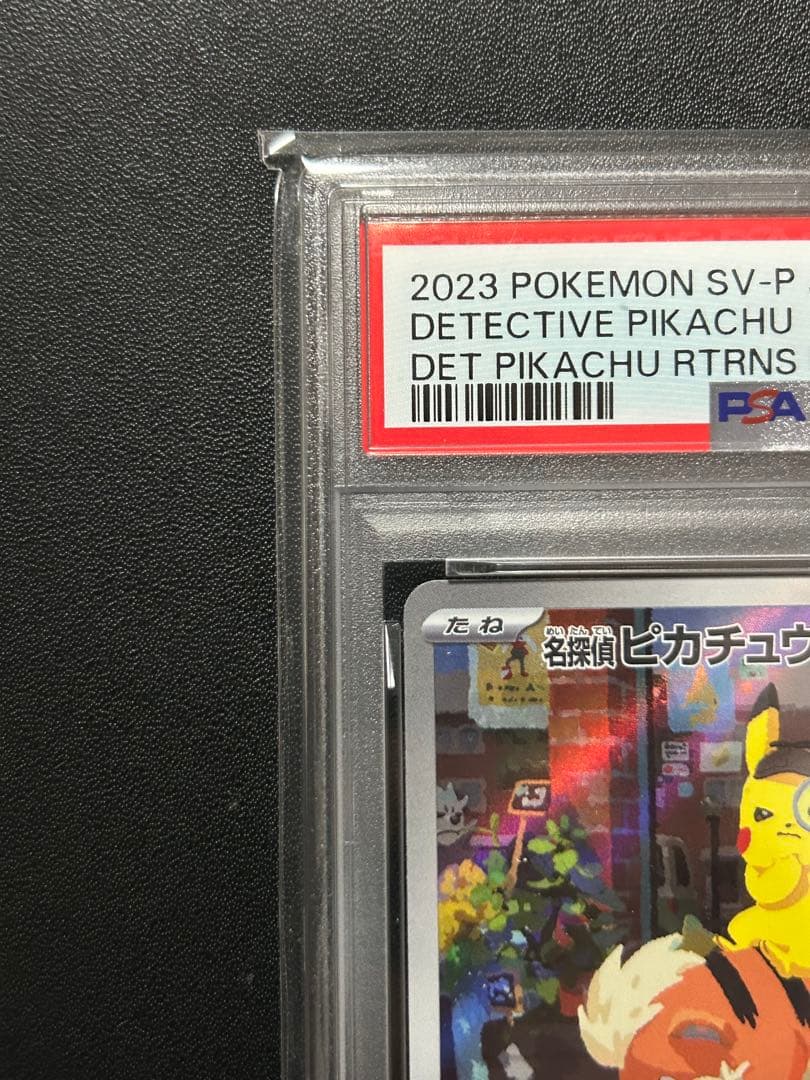 2023 POKEMON SV-P
DETECTIVE PIKACHU
DET PIKACHU RTRNS
PSA
たね
めいたんてい
名探偵ピカチュウ